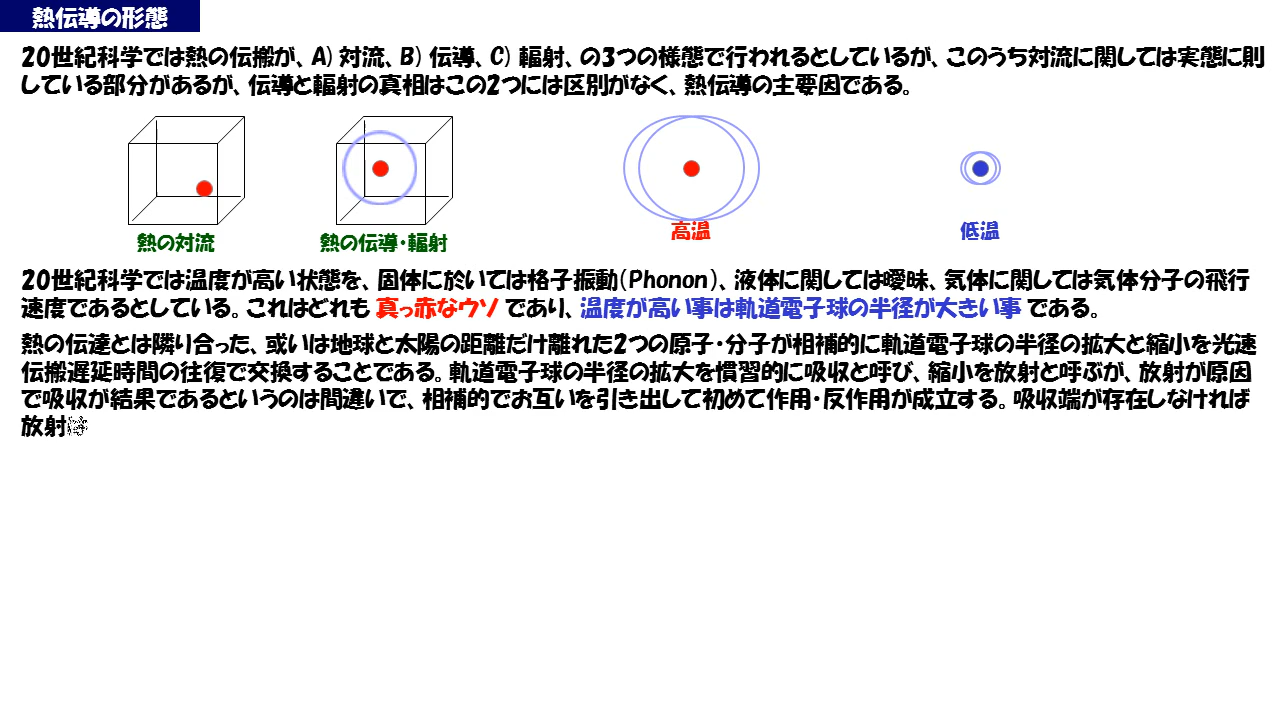 熱伝導の形態
20世紀科学では熱の伝搬が、A) 対流、B) 伝導、C) 輻射、の3つの様態で行われるとしているが、このうち対流に関しては実態に則
している部分があるが、伝導と輻射の真相はこの2つには区別がなく、熱伝導の主要因である。
熱の対流
熱の伝導・輻射
高温
低温
20世紀科学では温度が高い状態を、固体に於いては格子振動(Phonon)、液体に関しては曖昧、気体に関しては気体分子の飛行
速度であるとしている。これはどれも 真っ赤なウソ であり、温度が高い事は軌道電子球の半径が大きい事 である。
熱の伝達とは隣り合った、或いは地球と太陽の距離だけ離れた2つの原子・分子が相補的に軌道電子球の半径の拡大と縮小を光速
伝搬遅延時間の往復で交換することである。軌道電子球の半径の拡大を慣習的に吸収と呼び、縮小を放射と呼ぶが、放射が原因
で吸収が結果であるというのは間違いで、相補的でお互いを引き出して初めて作用・反作用が成立する。吸収端が存在しなければ
放射